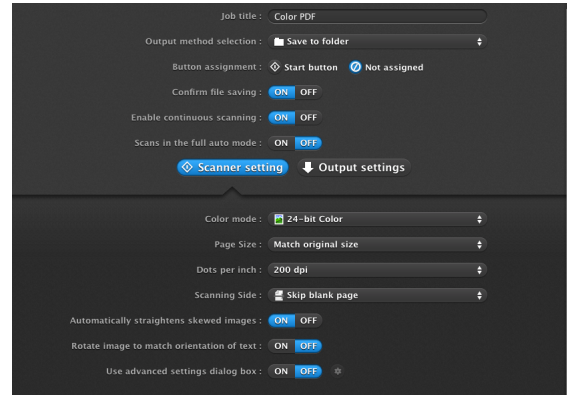 Job title : Color PDF
Output method selection : Save to folder
Button assignment : Start button Not assigned
Confirm file saving : ON OFF
Enable continuous scanning : ON OFF
Scans in the full auto mode : ON OFF
Scanner setting Output settings
Color mode : 24-bit Color
Page Size : Match original size
Dots per inch : 200 dpi
Scanning Side : Skip blank page
Automatically straightens skewed images : ON OFF
Rotate image to match orientation of text : ON OFF
Use advanced settings dialog box : ON OFF